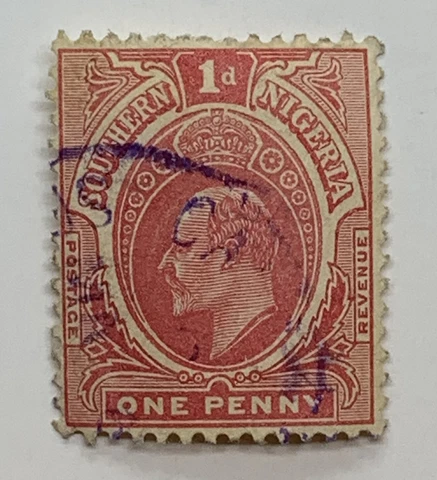 1d
SOUTHERN NIGERIA
POSTAGE
REVENUE
ONE PENNY